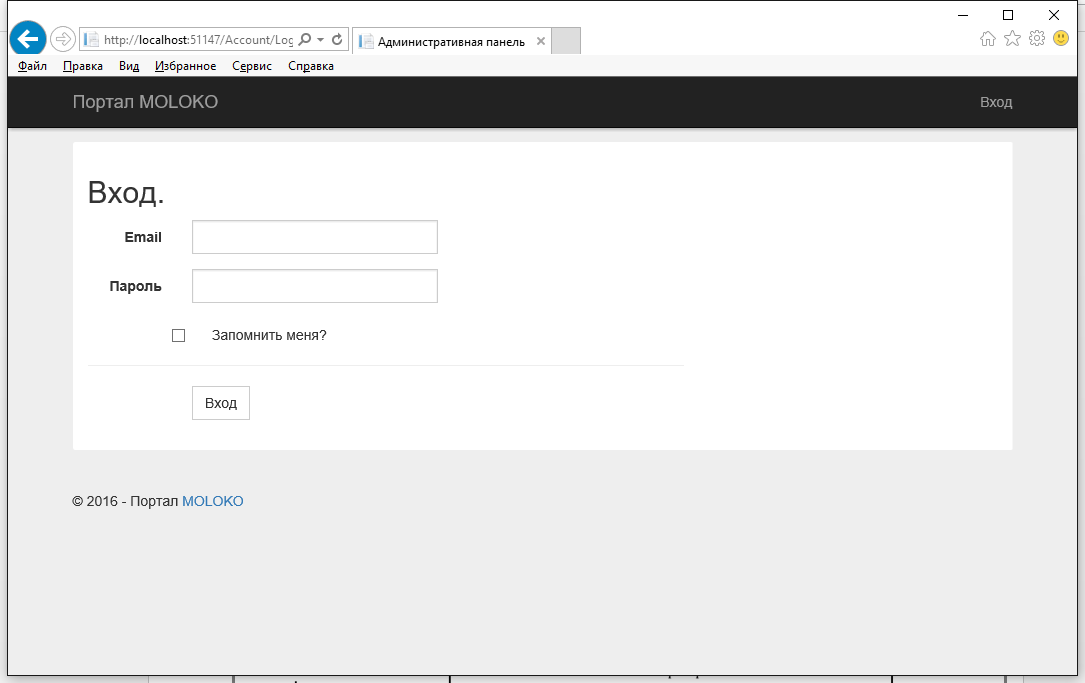 http://localhost:51147/Account/Log
Административная панель
Файл Правка Вид Избранное Сервис Справка
Портал MOLOKO Вход
Вход.
Email
Пароль
Запомнить меня?
Вход
© 2016 - Портал MOLOKO